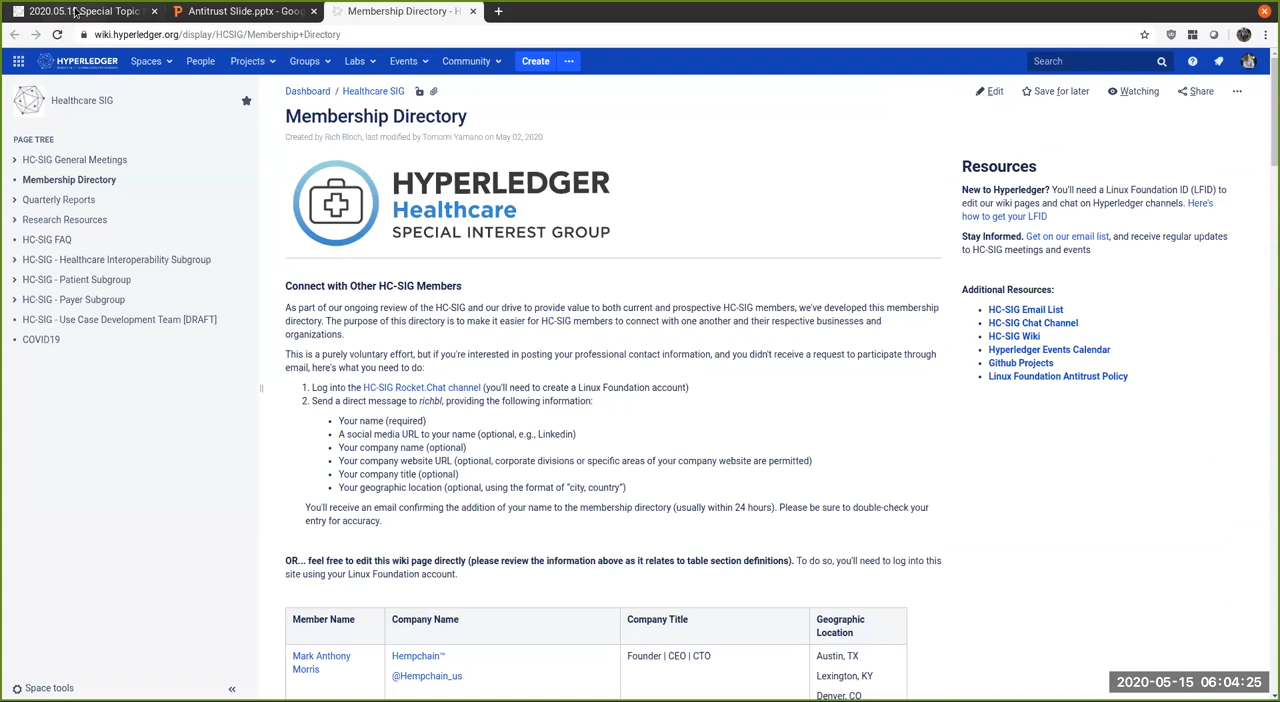 2020.05.15 Special Topic
Antitrust Slide.pptx - Goog
Membership Directory - H
wiki.hyperledger.org/display/HCSIG/Membership+Directory
HYPERLEDGER Spaces People Projects Groups Labs Events Community Create ••• Search
Healthcare SIG
PAGE TREE
HC-SIG General Meetings
Membership Directory
Quarterly Reports
Research Resources
HC-SIG FAQ
HC-SIG - Healthcare Interoperability Subgroup
HC-SIG - Patient Subgroup
HC-SIG - Payer Subgroup
HC-SIG - Use Case Development Team [DRAFT]
COVID19
Space tools
Dashboard / Healthcare SIG
Edit Save for later Watching Share •••
Membership Directory
Created by Rich Bloch, last modified by Tomomi Yamano on May 02, 2020
HYPERLEDGER
Healthcare
SPECIAL INTEREST GROUP
Connect with Other HC-SIG Members
As part of our ongoing review of the HC-SIG and our drive to provide value to both current and prospective HC-SIG members, we've developed this membership
directory. The purpose of this directory is to make it easier for HC-SIG members to connect with one another and their respective businesses and
organizations.
This is a purely voluntary effort, but if you're interested in posting your professional contact information, and you didn't receive a request to participate through
email, here's what you need to do:
1. Log into the HC-SIG Rocket.Chat channel (you'll need to create a Linux Foundation account)
2. Send a direct message to richbl, providing the following information:
• Your name (required)
• A social media URL to your name (optional, e.g., Linkedin)
• Your company name (optional)
• Your company website URL (optional, corporate divisions or specific areas of your company website are permitted)
• Your company title (optional)
• Your geographic location (optional, using the format of "city, country")
You'll receive an email confirming the addition of your name to the membership directory (usually within 24 hours). Please be sure to double-check your
entry for accuracy.
OR... feel free to edit this wiki page directly (please review the information above as it relates to table section definitions). To do so, you'll need to log into this
site using your Linux Foundation account.
Member Name Company Name Company Title Geographic
Location
Mark Anthony Hempchain™ Founder | CEO | CTO Austin, TX
Morris
@Hempchain_us Lexington, KY
Denver, CO
Resources
New to Hyperledger? You'll need a Linux Foundation ID (LFID) to
edit our wiki pages and chat on Hyperledger channels. Here's
how to get your LFID
Stay Informed. Get on our email list, and receive regular updates
to HC-SIG meetings and events
Additional Resources:
• HC-SIG Email List
• HC-SIG Chat Channel
• HC-SIG Wiki
• Hyperledger Events Calendar
• Github Projects
• Linux Foundation Antitrust Policy
2020-05-15 06:04:25